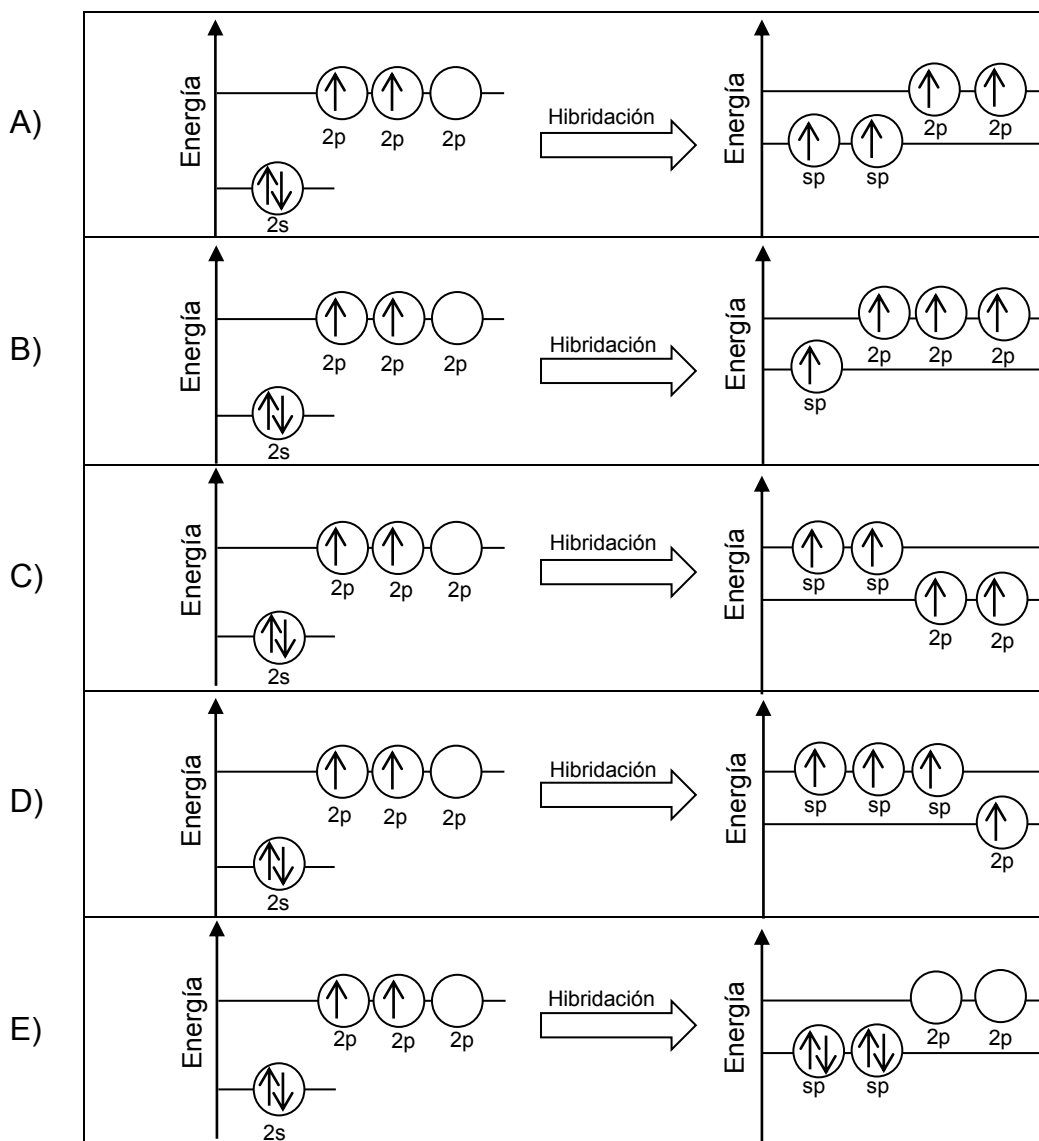 A)
Energía
2p 2p 2p
2s
Hibridación
Energía
2p 2p
sp sp
B)
Energía
2p 2p 2p
2s
Hibridación
Energía
2p 2p 2p
sp
C)
Energía
2p 2p 2p
2s
Hibridación
Energía
sp sp
2p 2p
D)
Energía
2p 2p 2p
2s
Hibridación
Energía
sp sp sp
2p
E)
Energía
2p 2p 2p
2s
Hibridación
Energía
2p 2p
sp sp